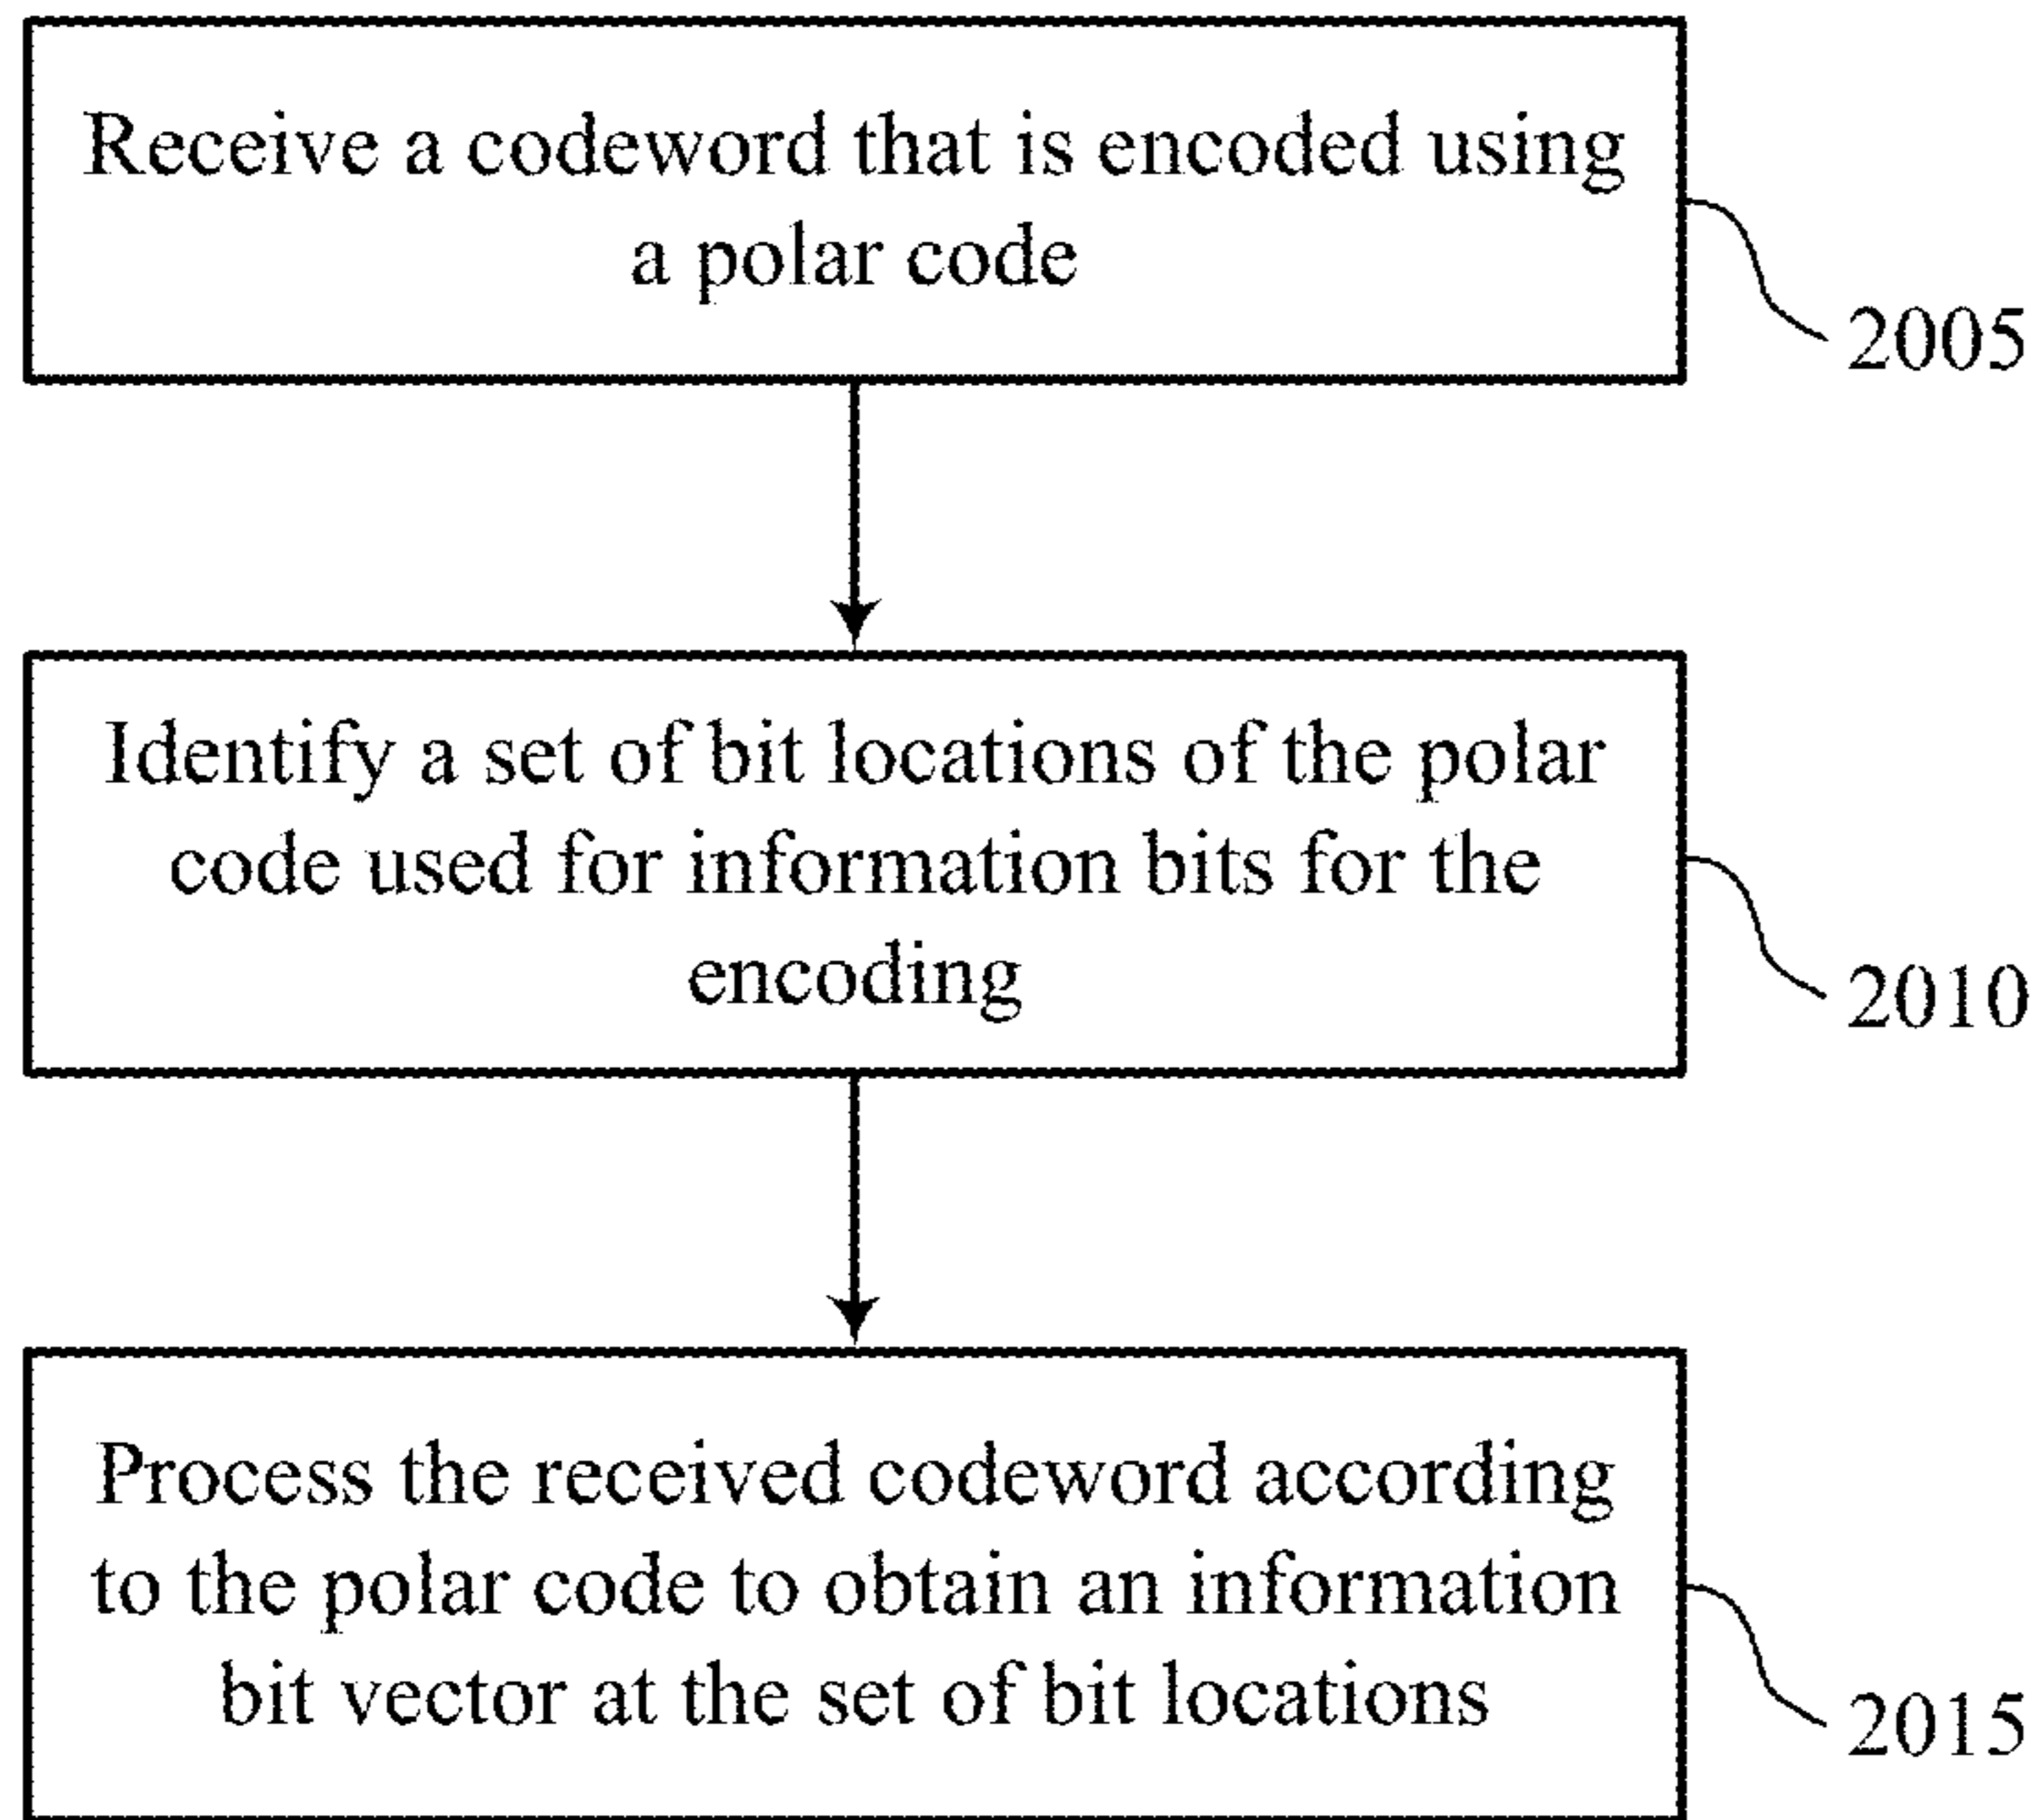 Receive a codeword that is encoded using
a polar code
2005
Identify a set of bit locations of the polar
code used for information bits for the
encoding
2010
Process the received codeword according
to the polar code to obtain an information
bit vector at the set of bit locations
2015